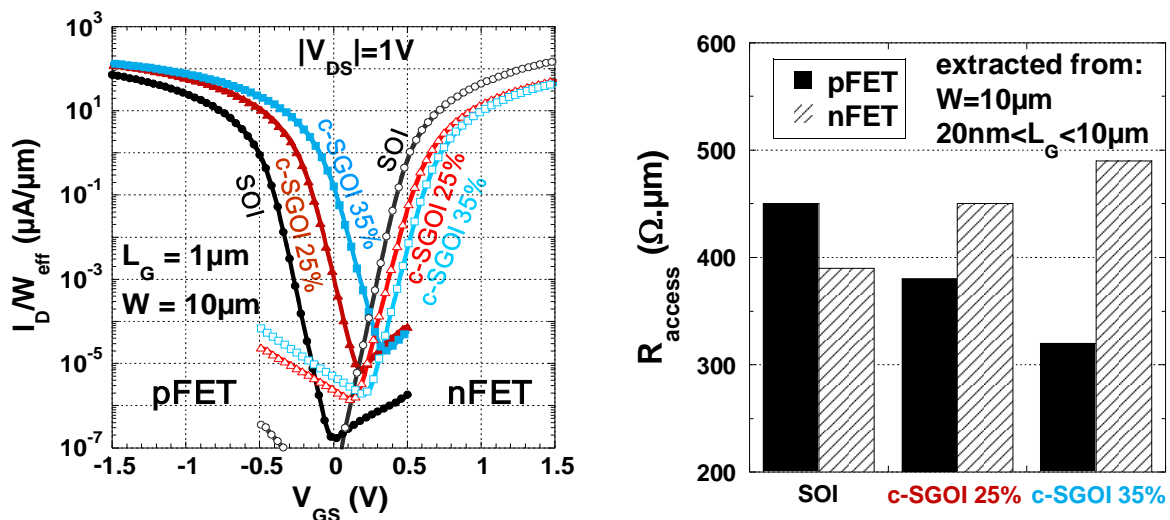 10³
10¹
10⁻¹
10⁻³
10⁻⁵
10⁻⁷
I_D/W_eff (µA/µm)
|V_DS|=1V
SOI
c-SGOI 25%
c-SGOI 35%
SOI
c-SGOI 25%
c-SGOI 35%
L_G = 1µm
W = 10µm
pFET
nFET
-1.5 -1 -0.5 0 0.5 1 1.5
V_GS (V)
600
500
400
300
200
R_access (Ω.µm)
pFET
nFET
extracted from:
W=10µm
20nm<L_G<10µm
SOI c-SGOI 25% c-SGOI 35%